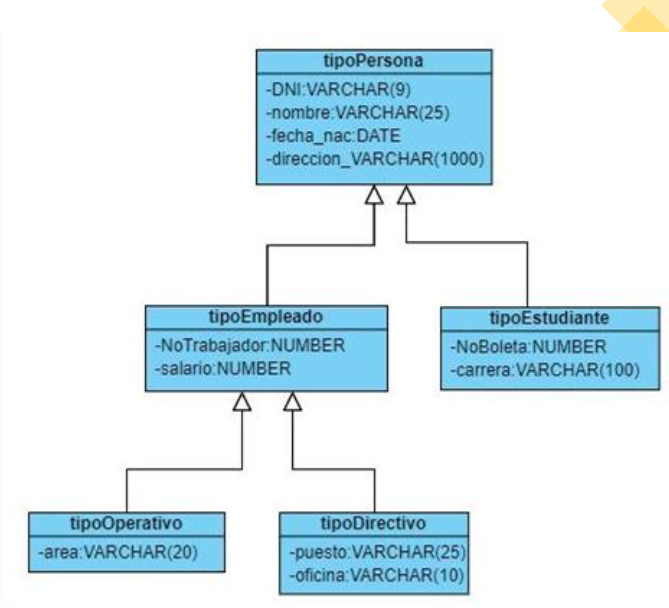 tipoPersona
-DNI:VARCHAR(9)
-nombre:VARCHAR(25)
-fecha_nac:DATE
-direccion_VARCHAR(1000)
tipoEmpleado
-NoTrabajador:NUMBER
-salario:NUMBER
tipoEstudiante
-NoBoleta:NUMBER
-carrera:VARCHAR(100)
tipoOperativo
-area:VARCHAR(20)
tipoDirectivo
-puesto:VARCHAR(25)
-oficina:VARCHAR(10)